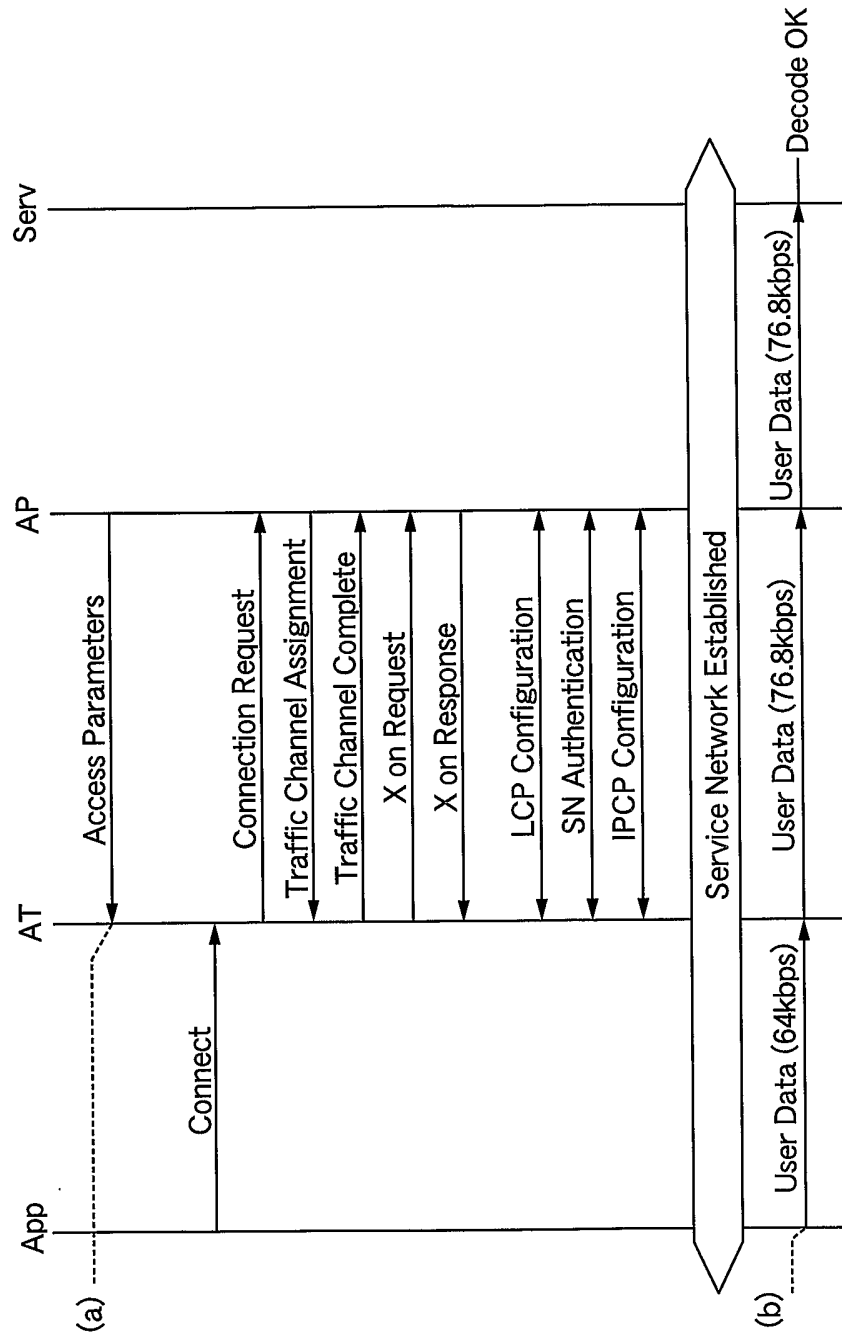 App
AT
AP
Serv
(a)
Access Parameters
Connect
Connection Request
Traffic Channel Assignment
Traffic Channel Complete
X on Request
X on Response
LCP Configuration
SN Authentication
IPCP Configuration
Service Network Established
(b)
User Data (64kbps)
User Data (76.8kbps)
User Data (76.8kbps)
Decode OK